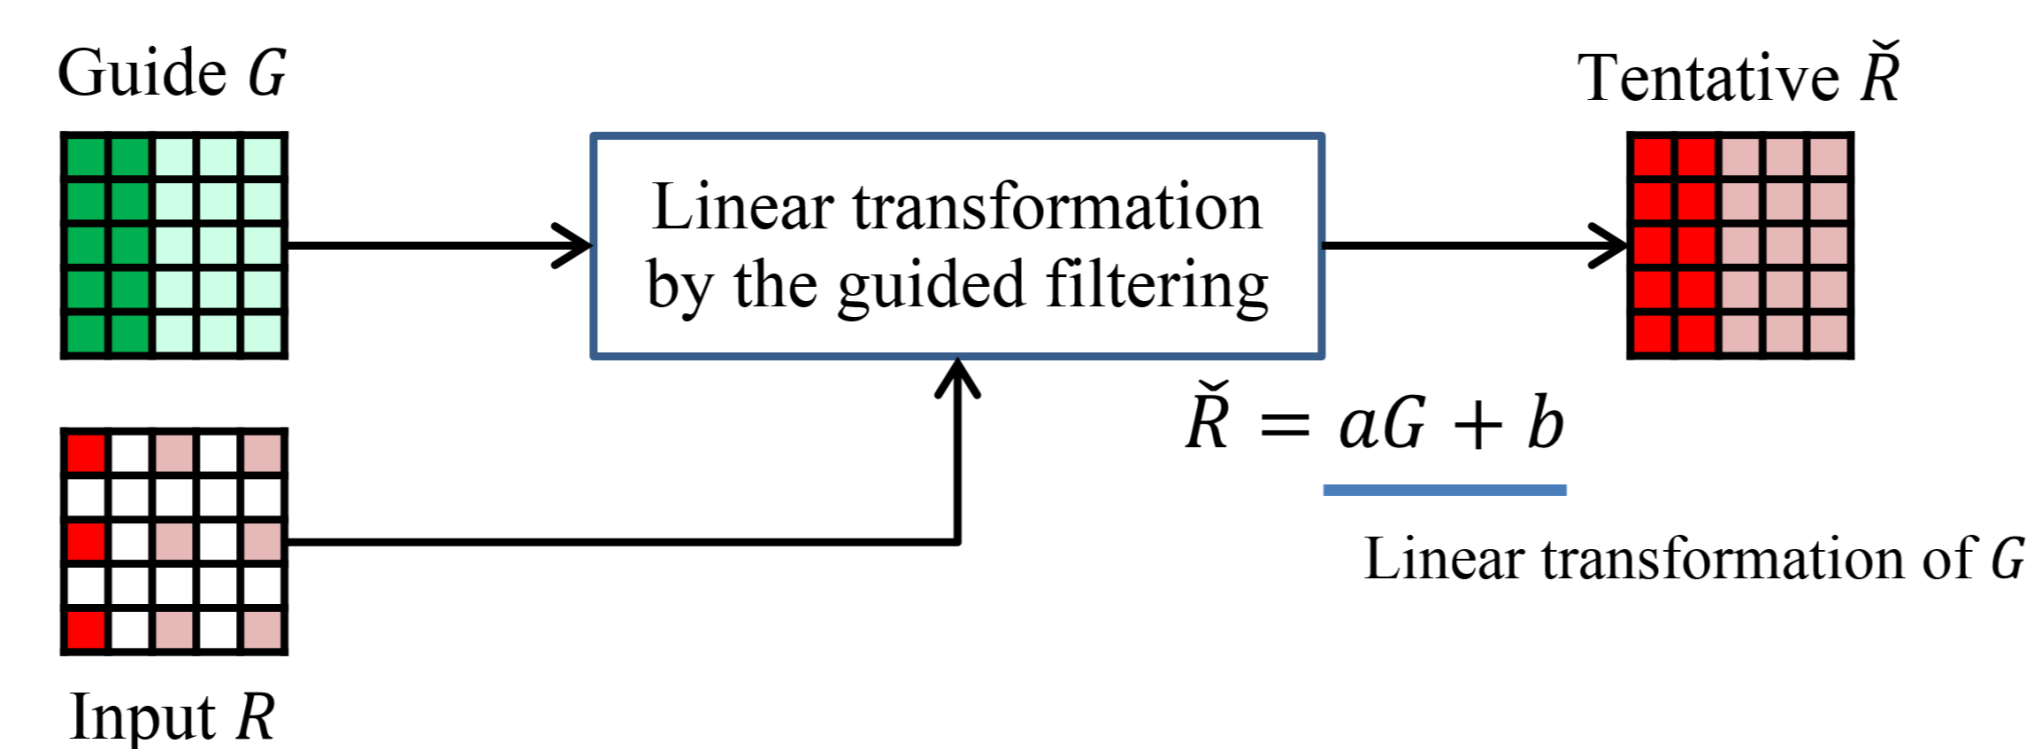 Guide G
Tentative Ř
Linear transformation
by the guided filtering
Ř = aG + b
Linear transformation of G
Input R